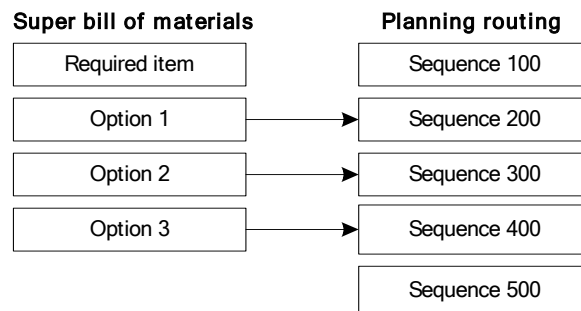 Super bill of materials
Planning routing
Required item
Sequence 100
Option 1
Sequence 200
Option 2
Sequence 300
Option 3
Sequence 400
Sequence 500